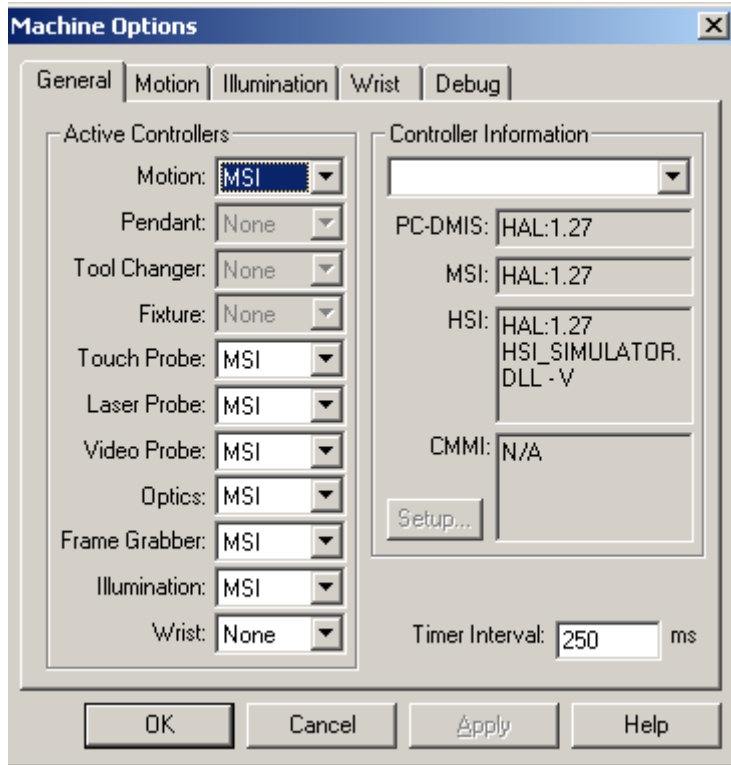 Machine Options
General Motion Illumination Wrist Debug
Active Controllers
Motion: MSI
Pendant: None
Tool Changer: None
Fixture: None
Touch Probe: MSI
Laser Probe: MSI
Video Probe: MSI
Optics: MSI
Frame Grabber: MSI
Illumination: MSI
Wrist: None
Controller Information
PC-DMIS: HAL:1.27
MSI: HAL:1.27
HSI: HAL:1.27
HSI_SIMULATOR.
DLL - V
CMMI: N/A
Setup...
Timer Interval: 250 ms
OK Cancel Apply Help